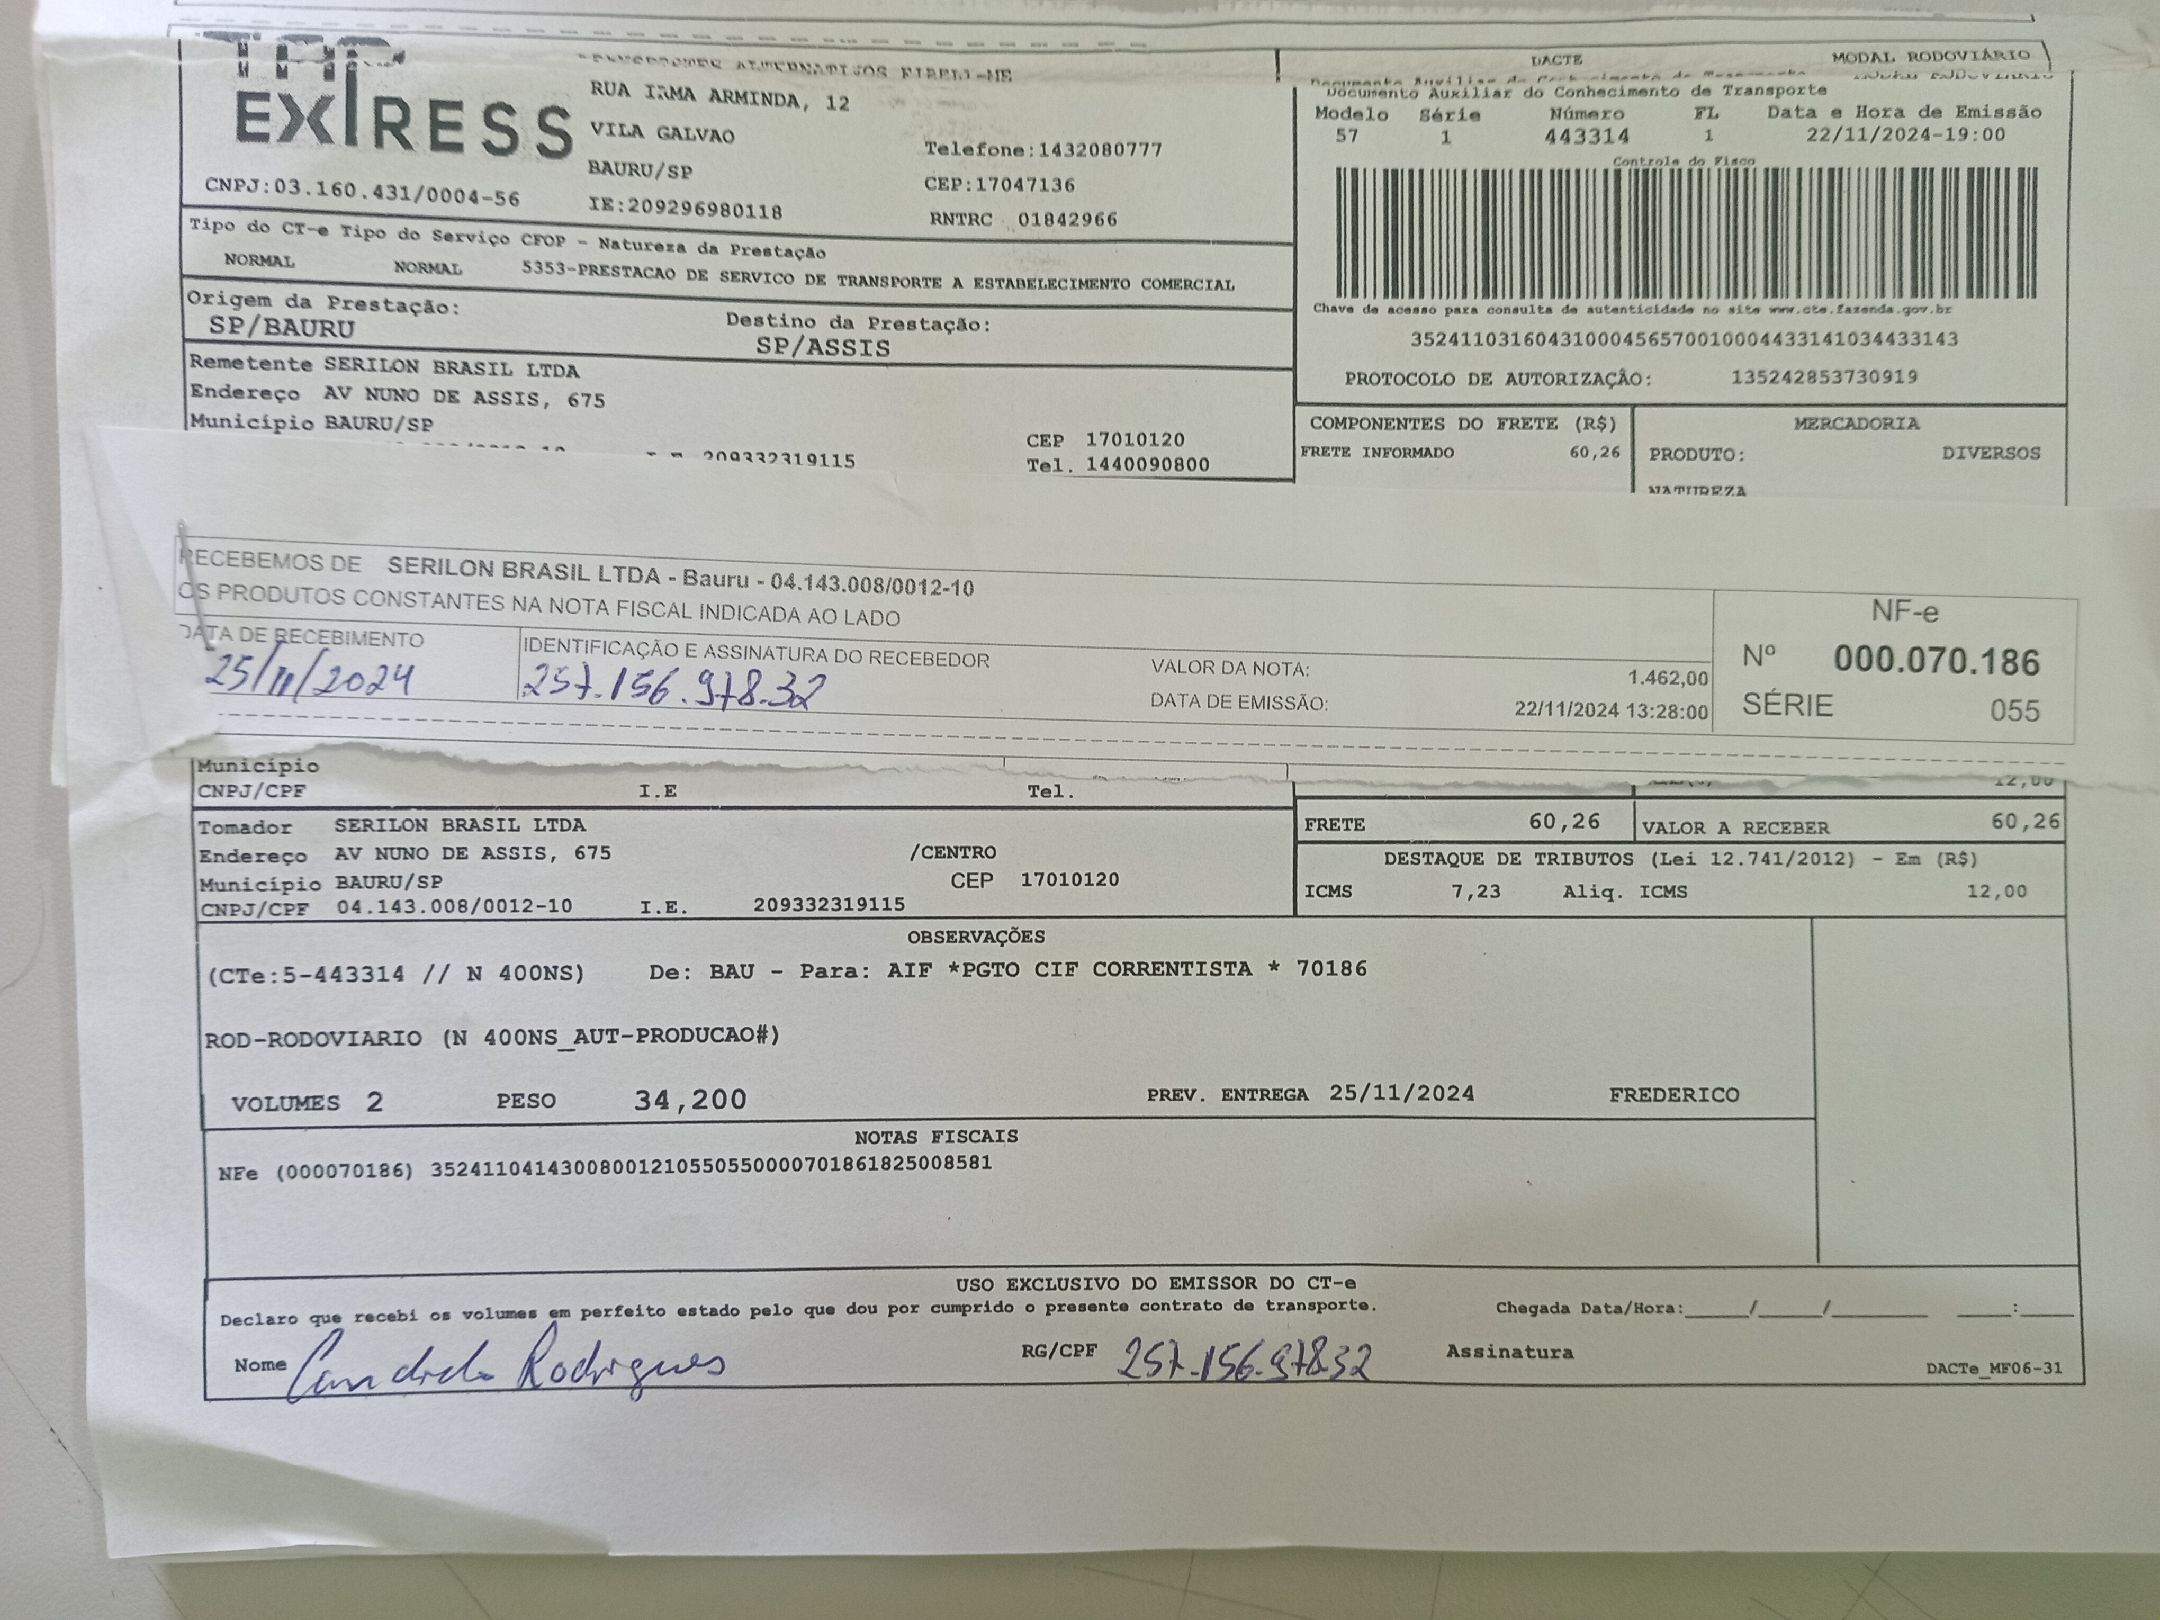 EXPRESS
RUA IRMA ARMINDA, 12
VILA GALVAO
BAURU/SP
IE:209296980118
CNPJ:03.160.431/0004-56
Telefone:1432080777
CEP:17047136
RNTRC 01842966
DACTE
MODAL RODOVIÁRIO
Documento Auxiliar do Conhecimento de Transporte
Modelo Série Número FL Data e Hora de Emissão
57 1 443314 1 22/11/2024-19:00
Controle do Fisco
Chave de acesso para consulta de autenticidade no site www.cte.fazenda.gov.br
35241103160431000456570010004433141034433143
PROTOCOLO DE AUTORIZAÇÃO: 135242853730919
Tipo do CT-e Tipo do Serviço CFOP - Natureza da Prestação
NORMAL NORMAL 5353-PRESTACAO DE SERVICO DE TRANSPORTE A ESTABELECIMENTO COMERCIAL
Origem da Prestação:
SP/BAURU
Destino da Prestação:
SP/ASSIS
Remetente SERILON BRASIL LTDA
Endereço AV NUNO DE ASSIS, 675
Município BAURU/SP
CEP 17010120
209332319115
Tel. 1440090800
COMPONENTES DO FRETE (R$)
FRETE INFORMADO 60,26
MERCADORIA
PRODUTO: DIVERSOS
NATUREZA
RECEBEMOS DE SERILON BRASIL LTDA - Bauru - 04.143.008/0012-10
OS PRODUTOS CONSTANTES NA NOTA FISCAL INDICADA AO LADO
DATA DE RECEBIMENTO
25/11/2024
IDENTIFICAÇÃO E ASSINATURA DO RECEBEDOR
257.156.978.32
VALOR DA NOTA: 1.462,00
DATA DE EMISSÃO: 22/11/2024 13:28:00
NF-e
Nº 000.070.186
SÉRIE 055
Município
CNPJ/CPF I.E Tel.
12,00
Tomador SERILON BRASIL LTDA
Endereço AV NUNO DE ASSIS, 675 /CENTRO
Município BAURU/SP CEP 17010120
CNPJ/CPF 04.143.008/0012-10 I.E. 209332319115
FRETE 60,26 VALOR A RECEBER 60,26
DESTAQUE DE TRIBUTOS (Lei 12.741/2012) - Em (R$)
ICMS 7,23 Aliq. ICMS 12,00
OBSERVAÇÕES
(CTe:5-443314 // N 400NS) De: BAU - Para: AIF *PGTO CIF CORRENTISTA * 70186
ROD-RODOVIARIO (N 400NS_AUT-PRODUCAO#)
VOLUMES 2 PESO 34,200 PREV. ENTREGA 25/11/2024 FREDERICO
NOTAS FISCAIS
NFe (000070186) 35241104143008001210550550000701861825008581
USO EXCLUSIVO DO EMISSOR DO CT-e
Declaro que recebi os volumes em perfeito estado pelo que dou por cumprido o presente contrato de transporte. Chegada Data/Hora:_____/_____/________ ____:____
Nome Rodrigues RG/CPF 257.156.978.32 Assinatura
DACTe_MF06-31